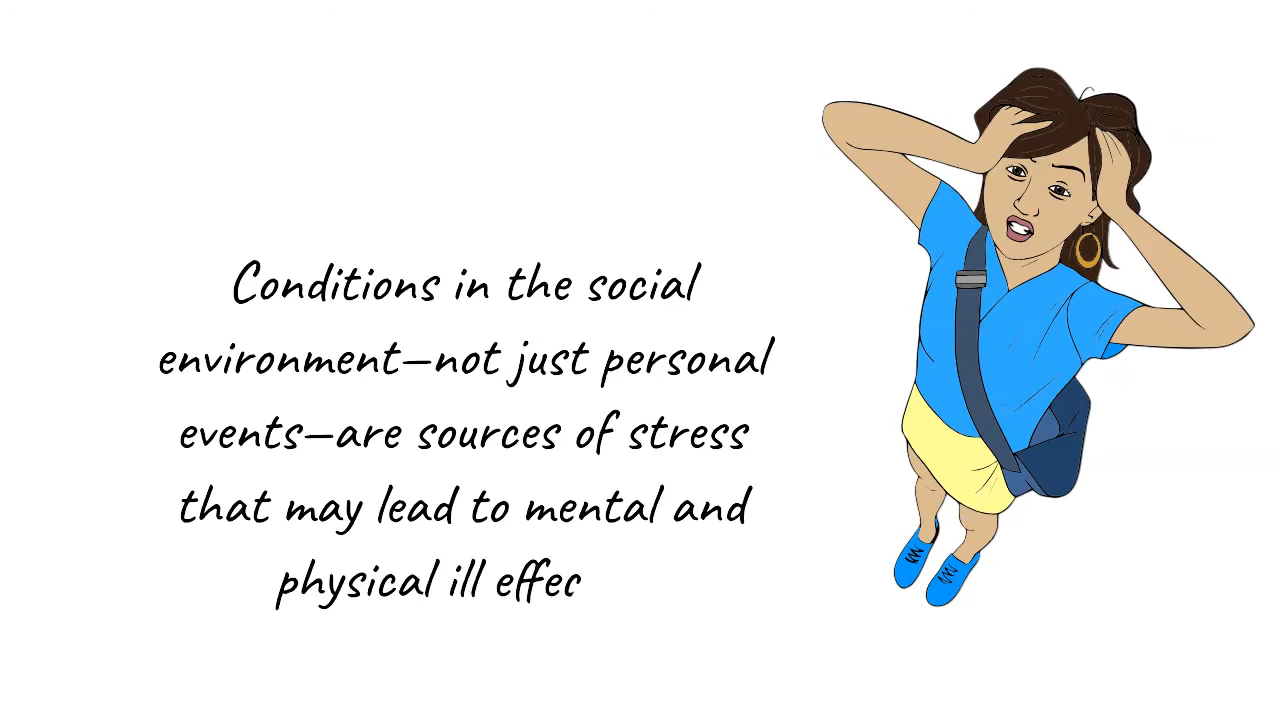 Conditions in the social
environment—not just personal
events—are sources of stress
that may lead to mental and
physical ill effec